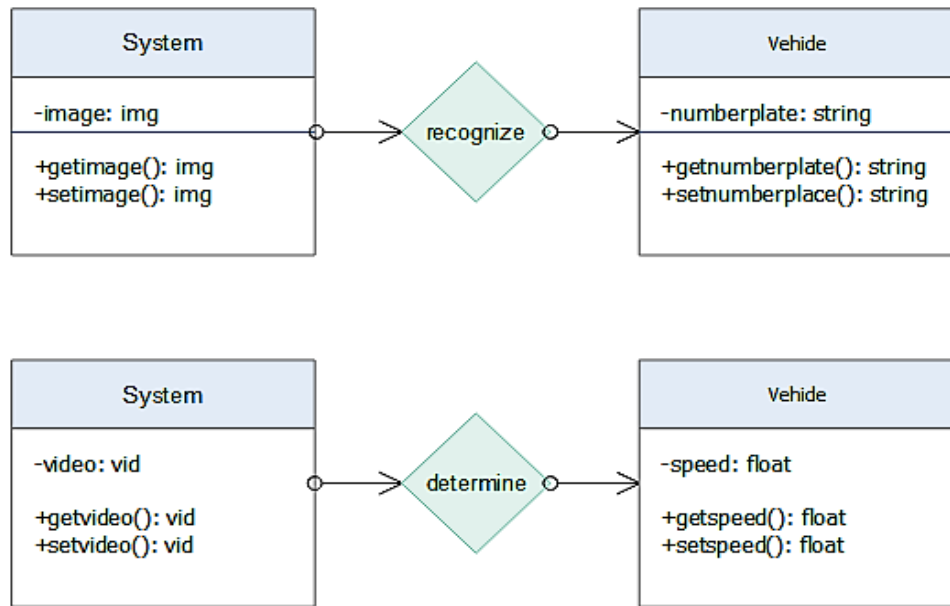 System
-image: img
+getimage(): img
+setimage(): img
recognize
Vehide
-numberplate: string
+getnumberplate(): string
+setnumberplace(): string
System
-video: vid
+getvideo(): vid
+setvideo(): vid
determine
Vehide
-speed: float
+getspeed(): float
+setspeed(): float